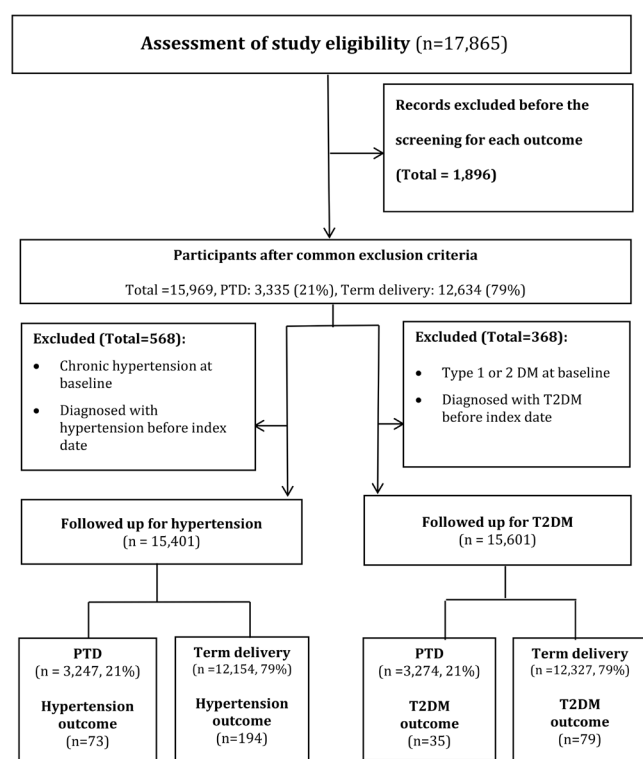 Assessment of study eligibility (n=17,865)
Records excluded before the
screening for each outcome
(Total = 1,896)
Participants after common exclusion criteria
Total =15,969, PTD: 3,335 (21%), Term delivery: 12,634 (79%)
Excluded (Total=568):
• Chronic hypertension at
baseline
• Diagnosed with
hypertension before index
date
Excluded (Total=368):
• Type 1 or 2 DM at baseline
• Diagnosed with T2DM
before index date
Followed up for hypertension
(n = 15,401)
Followed up for T2DM
(n = 15,601)
PTD
(n = 3,247, 21%)
Hypertension
outcome
(n=73)
Term delivery
(n =12,154, 79%)
Hypertension
outcome
(n=194)
PTD
(n =3,274, 21%)
T2DM
outcome
(n=35)
Term delivery
(n =12,327, 79%)
T2DM
outcome
(n=79)